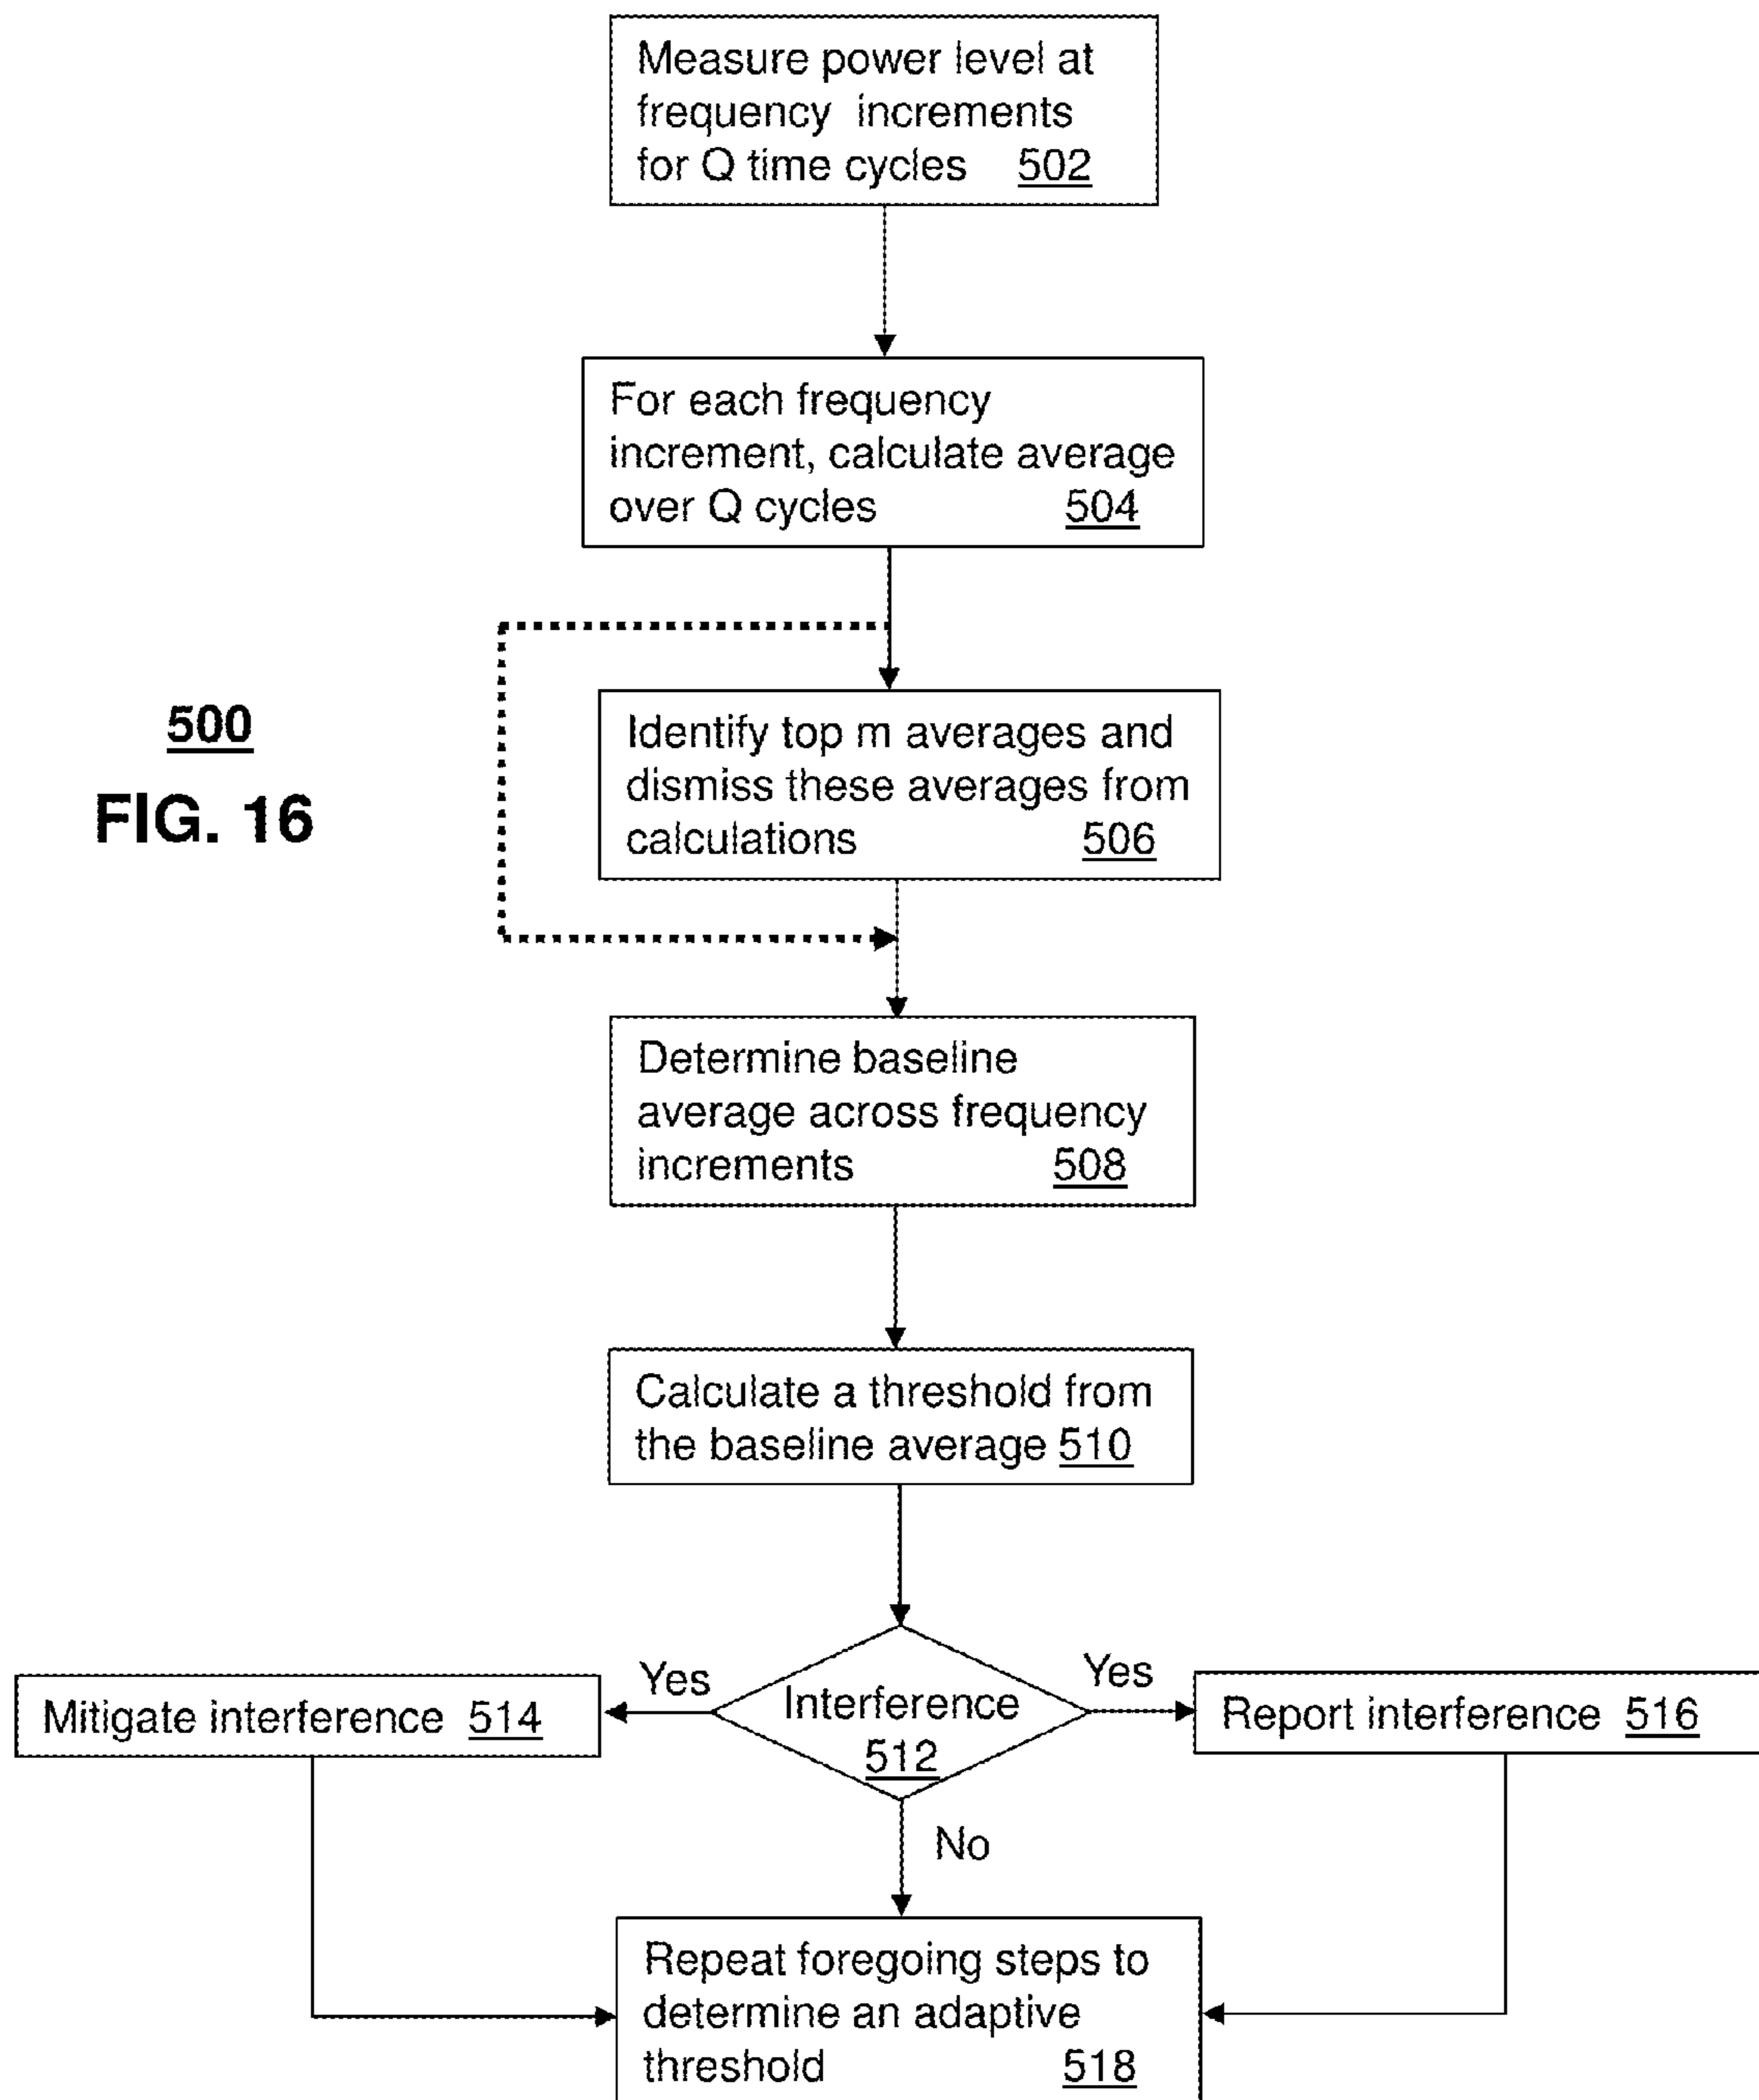 Measure power level at
frequency increments
for Q time cycles 502
For each frequency
increment, calculate average
over Q cycles 504
500
FIG. 16
Identify top m averages and
dismiss these averages from
calculations 506
Determine baseline
average across frequency
increments 508
Calculate a threshold from
the baseline average 510
Yes
Yes
Mitigate interference 514
Interference
512
Report interference 516
No
Repeat foregoing steps to
determine an adaptive
threshold 518